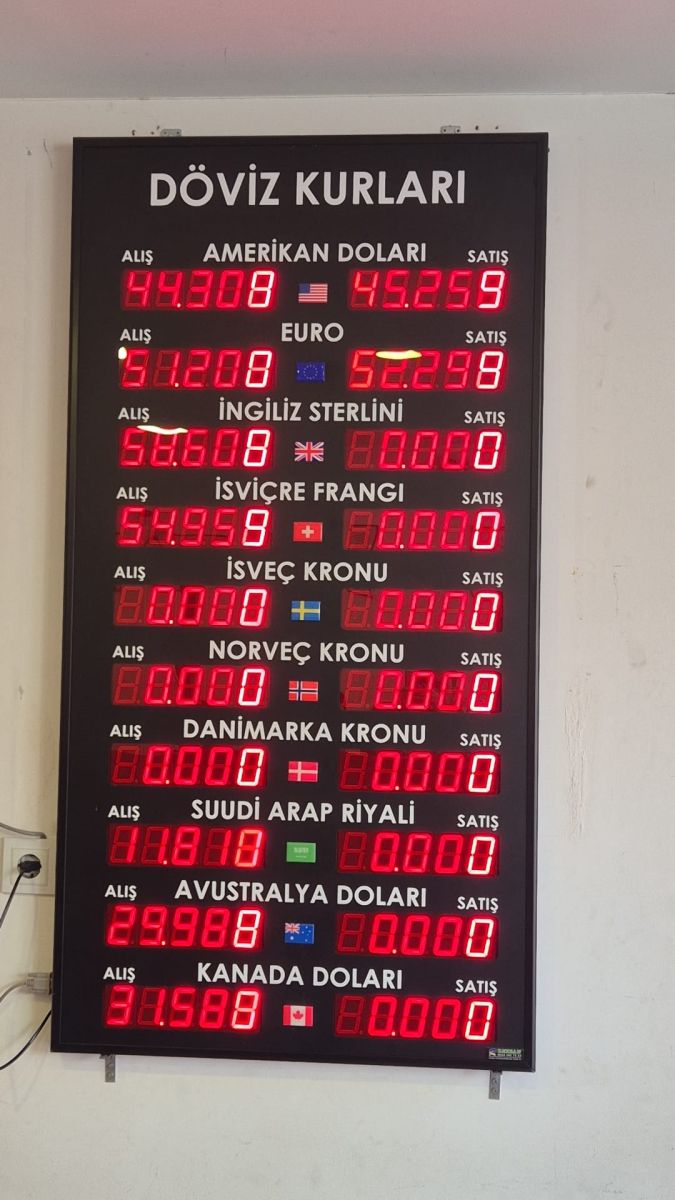 DÖVİZ KURLARI
ALIŞ AMERİKAN DOLARI SATIŞ
44.308 45.259
ALIŞ EURO SATIŞ
51.208 52.298
ALIŞ İNGİLİZ STERLİNİ SATIŞ
0.000
ALIŞ İSVİÇRE FRANGI SATIŞ
54.958 0.000
ALIŞ İSVEÇ KRONU SATIŞ
0.000 0.000
ALIŞ NORVEÇ KRONU SATIŞ
0.000 0.000
ALIŞ DANİMARKA KRONU SATIŞ
0.000 0.000
ALIŞ SUUDİ ARAP RİYALİ SATIŞ
11.810 0.000
ALIŞ AVUSTRALYA DOLARI SATIŞ
29.988 0.000
ALIŞ KANADA DOLARI SATIŞ
31.588 0.000